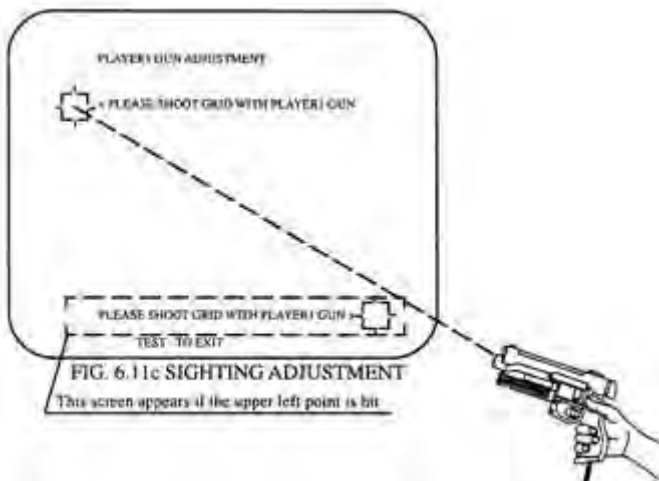 PLAYER1 GUN ADJUSTMENT
< PLEASE SHOOT GRID WITH PLAYER1 GUN
PLEASE SHOOT GRID WITH PLAYER1 GUN >
TEST TO EXIT
FIG. 6.11c SIGHTING ADJUSTMENT
This screen appears if the upper left point is hit